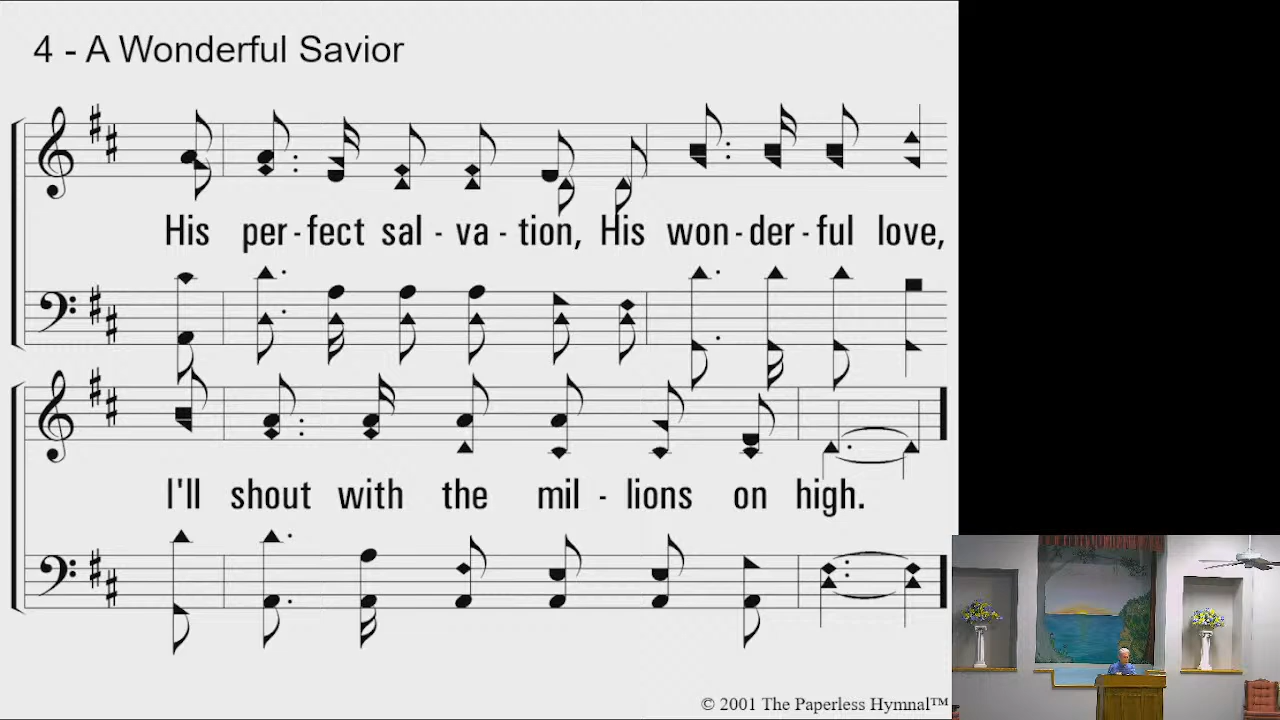 4 - A Wonderful Savior
His per - fect sal - va - tion, His won - der - ful love,
I'll shout with the mil - lions on high.
© 2001 The Paperless Hymnal™